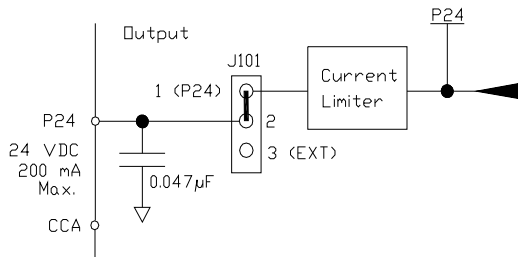 P24
Output
J101
1 (P24)
Current
Limiter
P24
2
24 VDC
200 mA
Max.
3 (EXT)
0.047µF
CCA